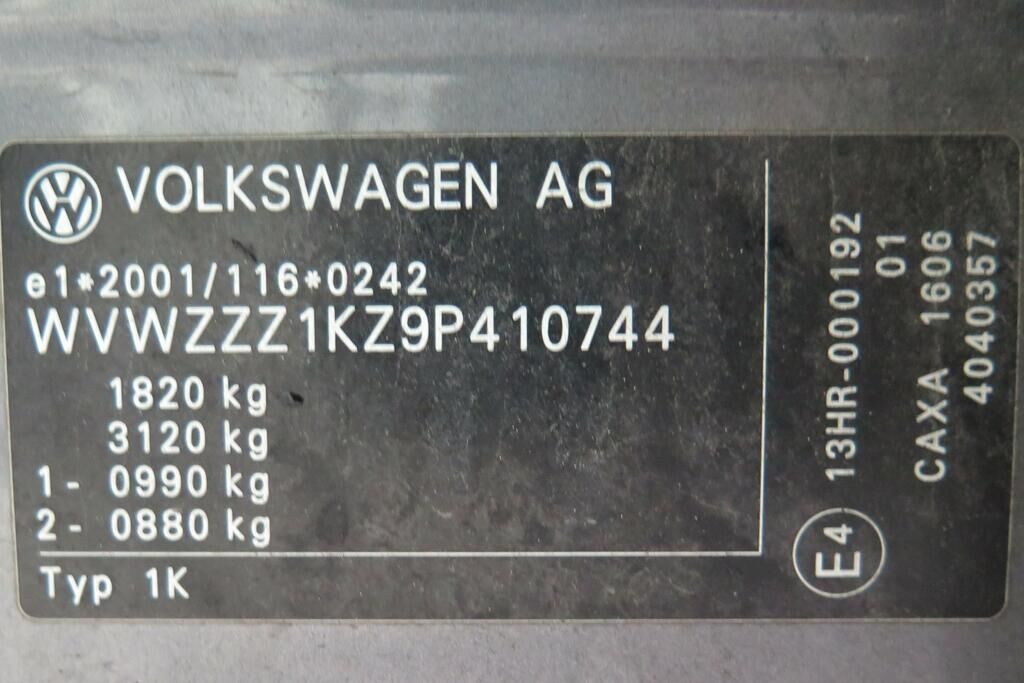 VOLKSWAGEN AG
e1*2001/116*0242
WVWZZZ1KZ9P410744
1820 kg
3120 kg
1- 0990 kg
2- 0880 kg
Typ 1K
E4 13HR-000192
01
CAXA 1606
4040357